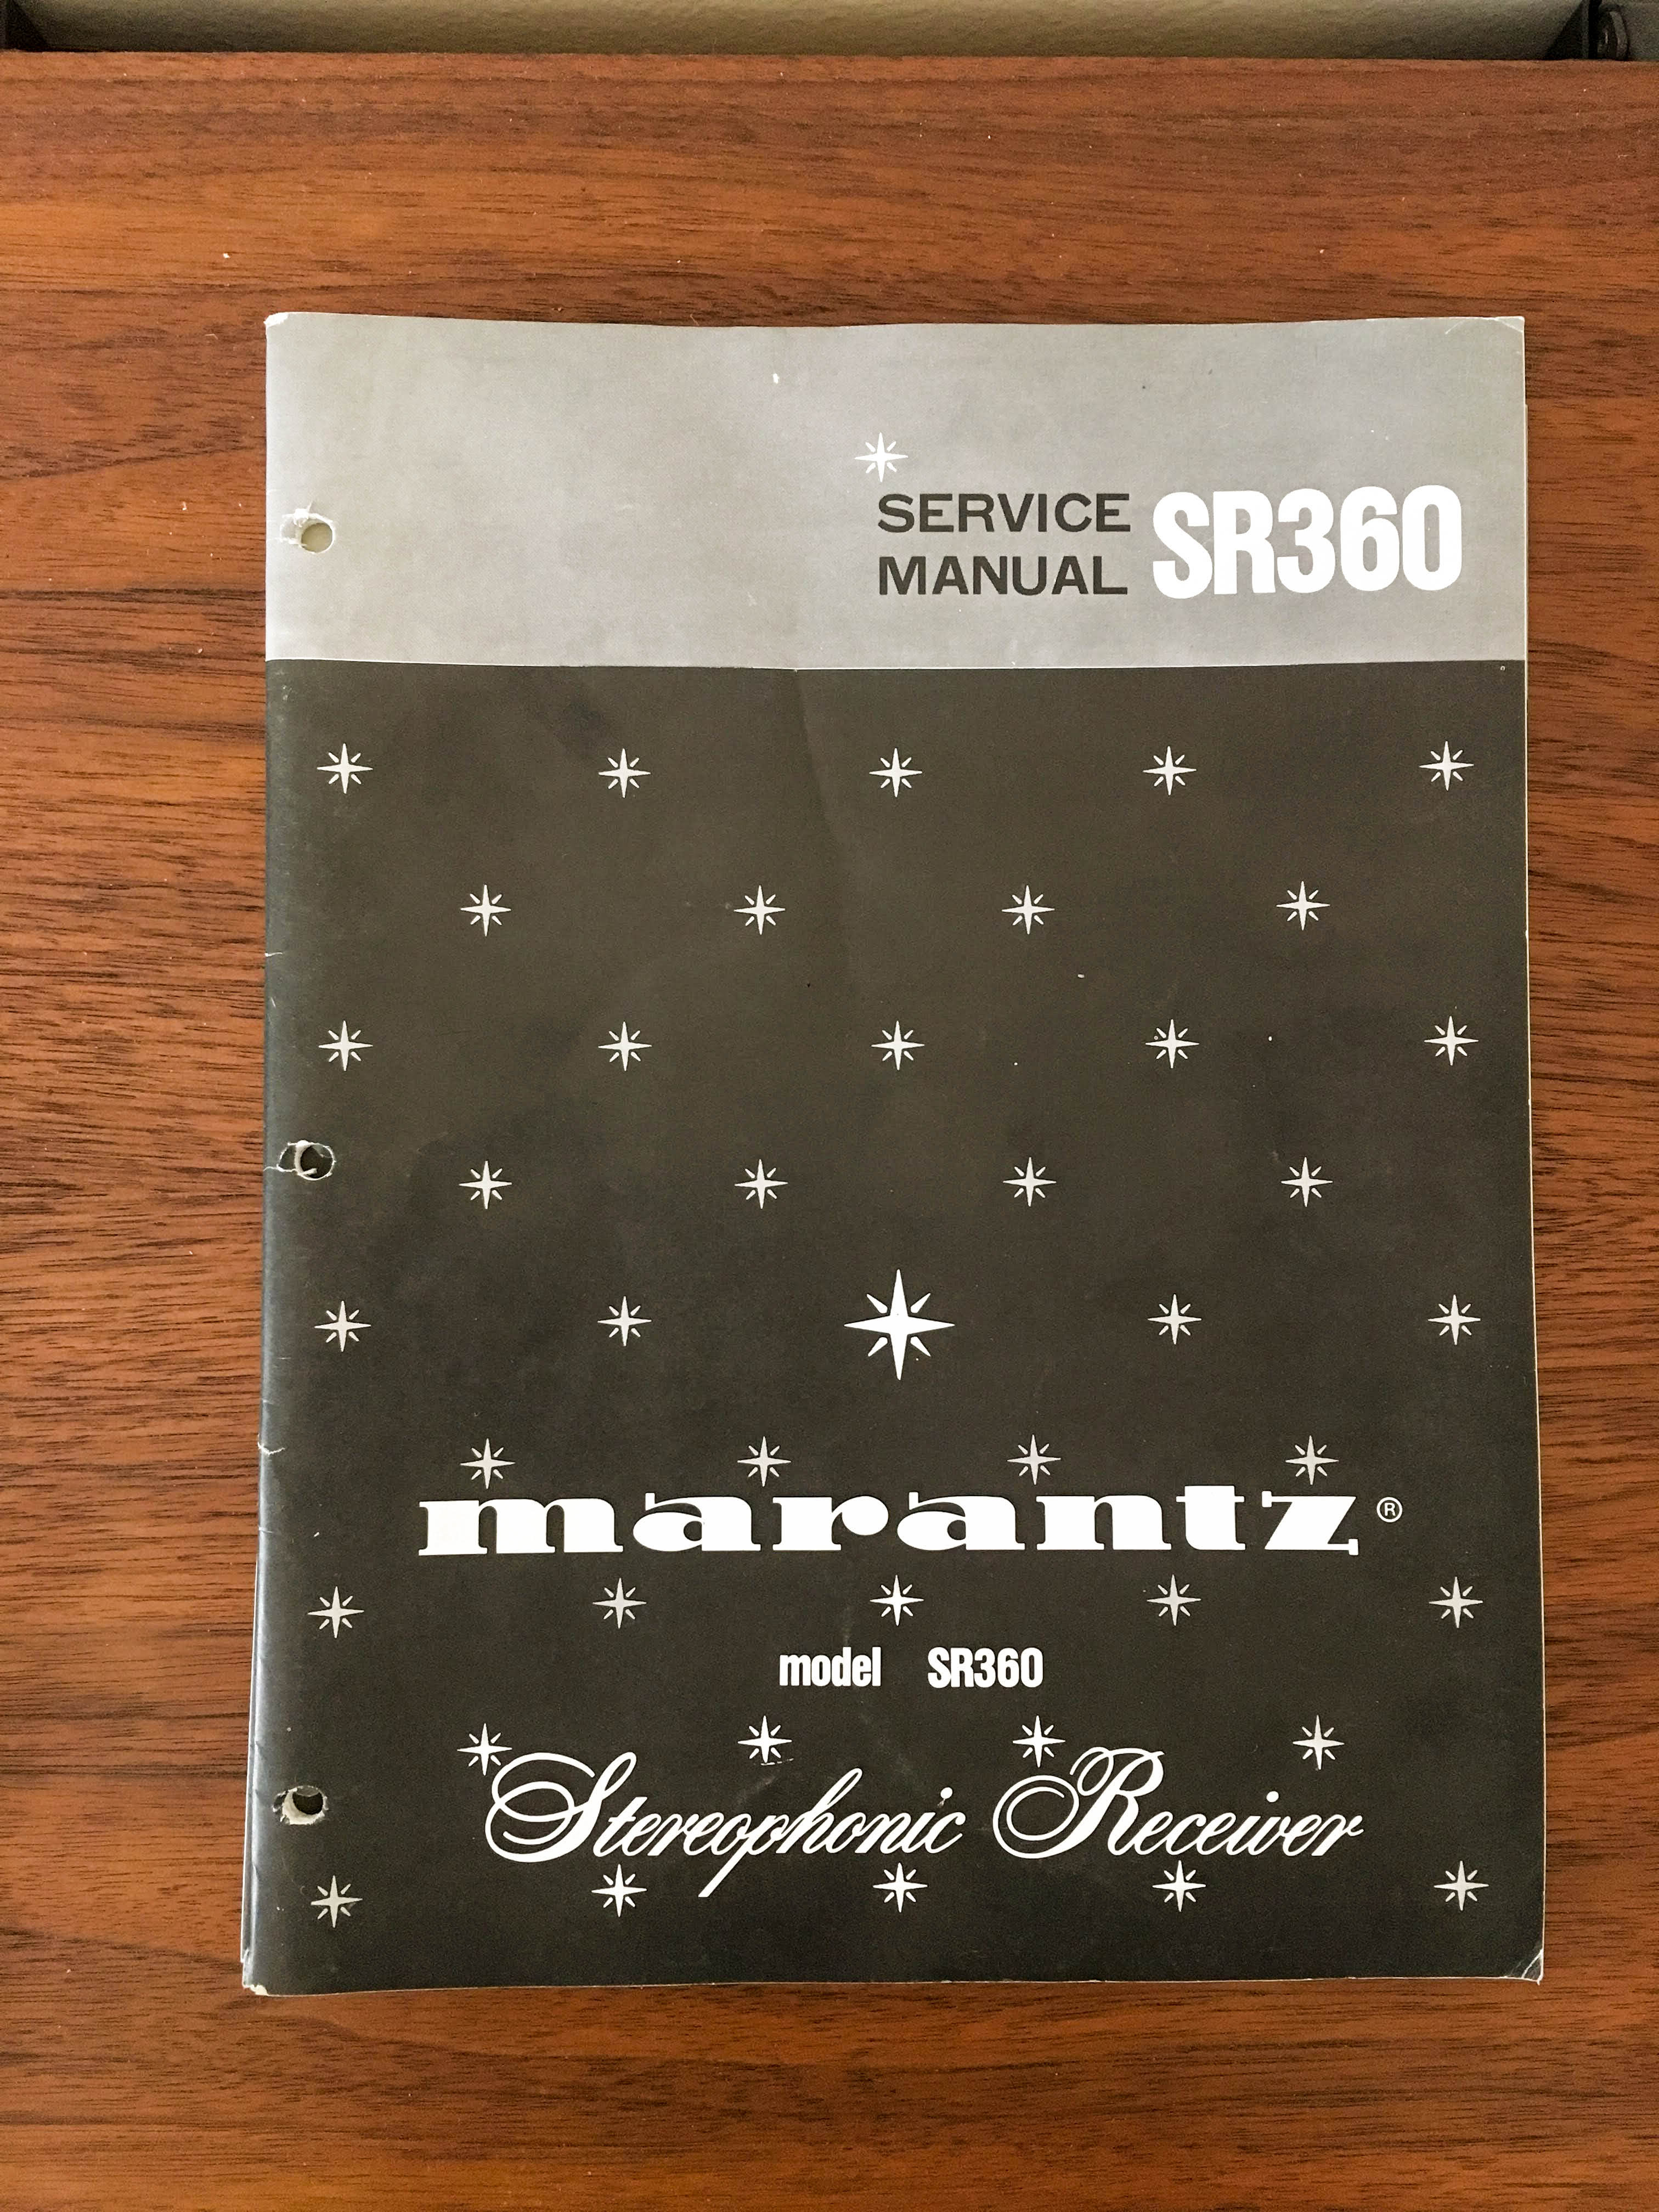 SERVICE
MANUAL SR360
marantz®
model SR360
Stereophonic Receiver